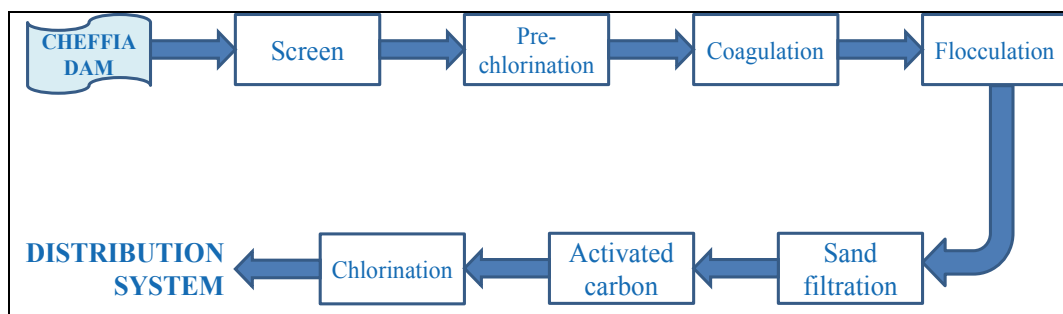 CHEFFIA
DAM
Screen
Pre-
chlorination
Coagulation
Flocculation
Sand
filtration
Activated
carbon
Chlorination
DISTRIBUTION
SYSTEM